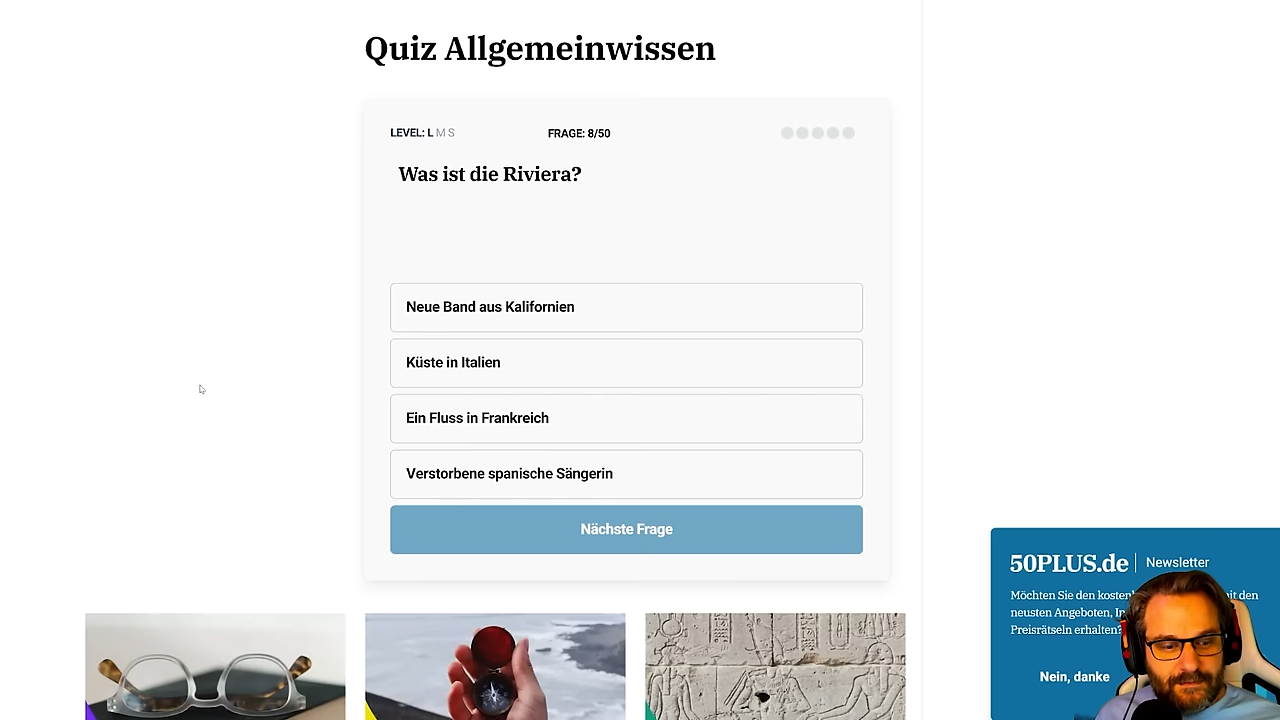 Quiz Allgemeinwissen
LEVEL: L M S
FRAGE: 8/50
Was ist die Riviera?
Neue Band aus Kalifornien
Küste in Italien
Ein Fluss in Frankreich
Verstorbene spanische Sängerin
Nächste Frage
50PLUS.de | Newsletter
Möchten Sie den it den
neusten Angeboten,
Preisrätseln erhalten?
Nein, danke